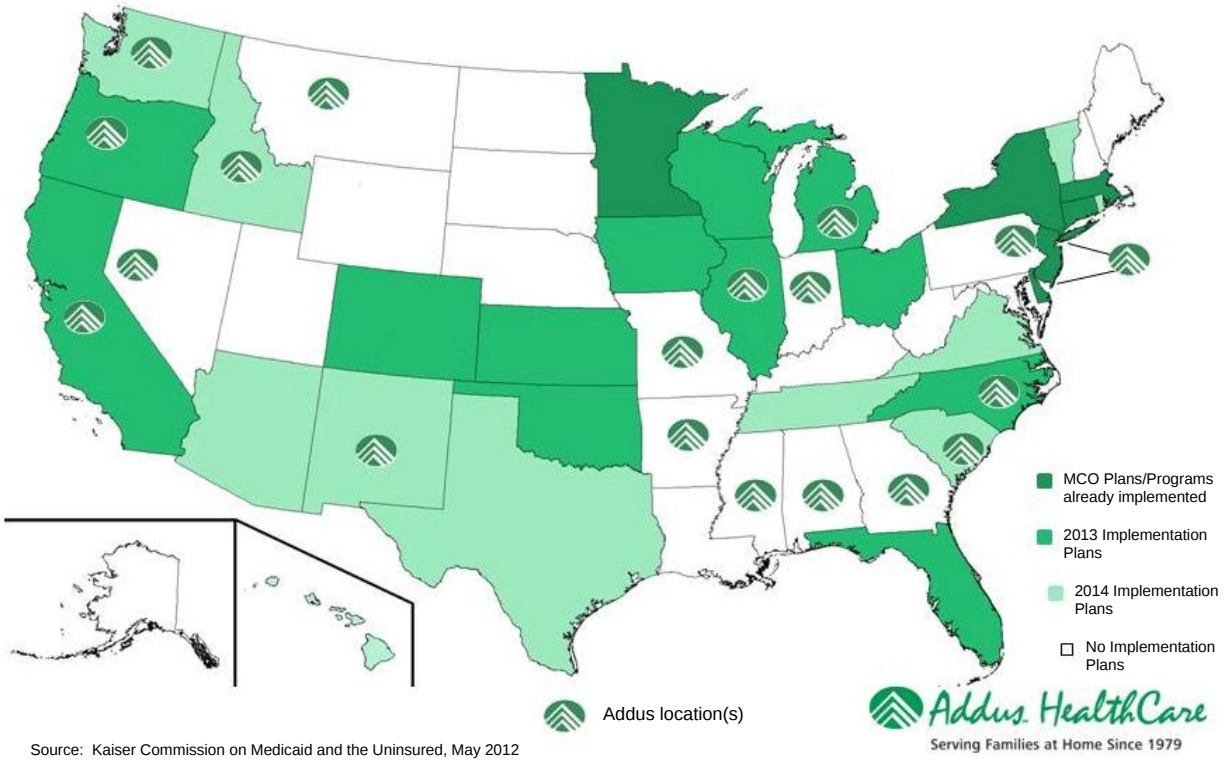 MCO Plans/Programs
already implemented
2013 Implementation
Plans
2014 Implementation
Plans
No Implementation
Plans
Addus location(s)
Addus HealthCare
Serving Families at Home Since 1979
Source: Kaiser Commission on Medicaid and the Uninsured, May 2012